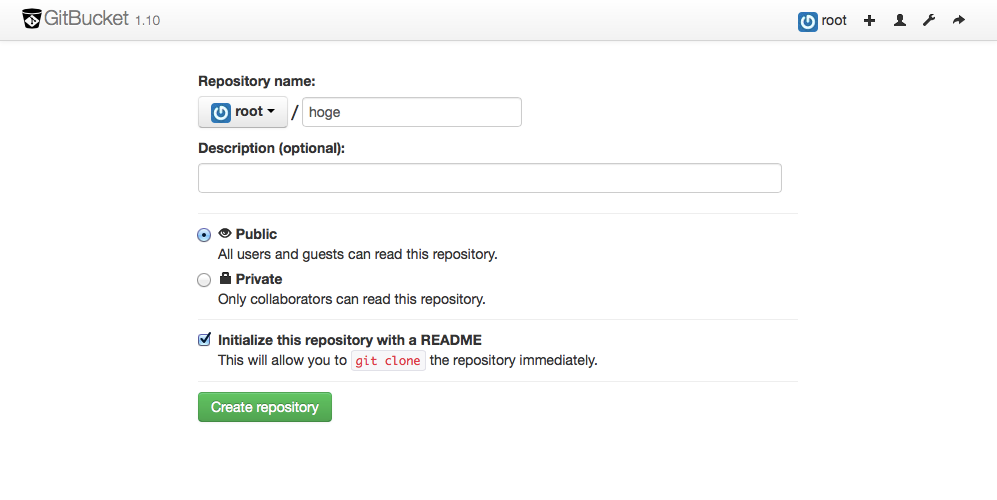 GitBucket 1.10
root
Repository name:
root / hoge
Description (optional):
Public
All users and guests can read this repository.
Private
Only collaborators can read this repository.
Initialize this repository with a README
This will allow you to git clone the repository immediately.
Create repository